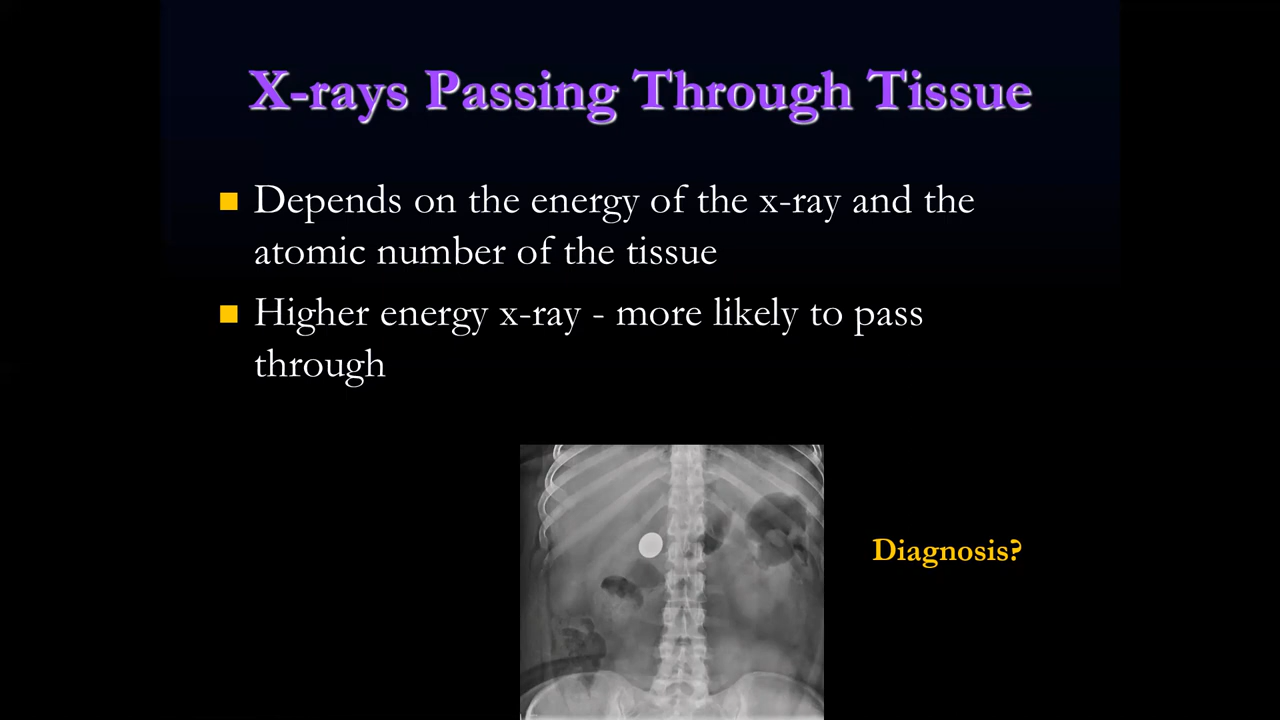 X-rays Passing Through Tissue
Depends on the energy of the x-ray and the
atomic number of the tissue
Higher energy x-ray - more likely to pass
through
Diagnosis?